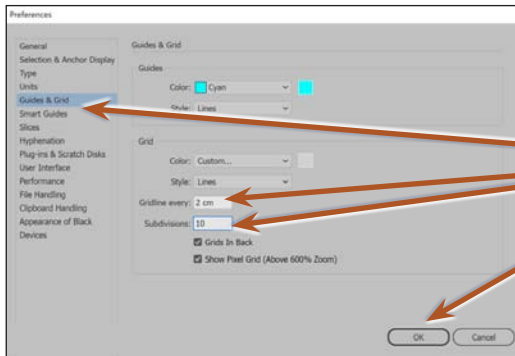 Preferences
General
Selection & Anchor Display
Type
Units
Guides & Grid
Smart Guides
Slices
Hyphenation
Plug-ins & Scratch Disks
User Interface
Performance
File Handling
Clipboard Handling
Appearance of Black
Devices
Guides & Grid
Guides
Color: Cyan
Style: Lines
Grid
Color: Custom...
Style: Lines
Gridline every: 2 cm
Subdivisions: 10
Grids In Back
Show Pixel Grid (Above 600% Zoom)
OK Cancel